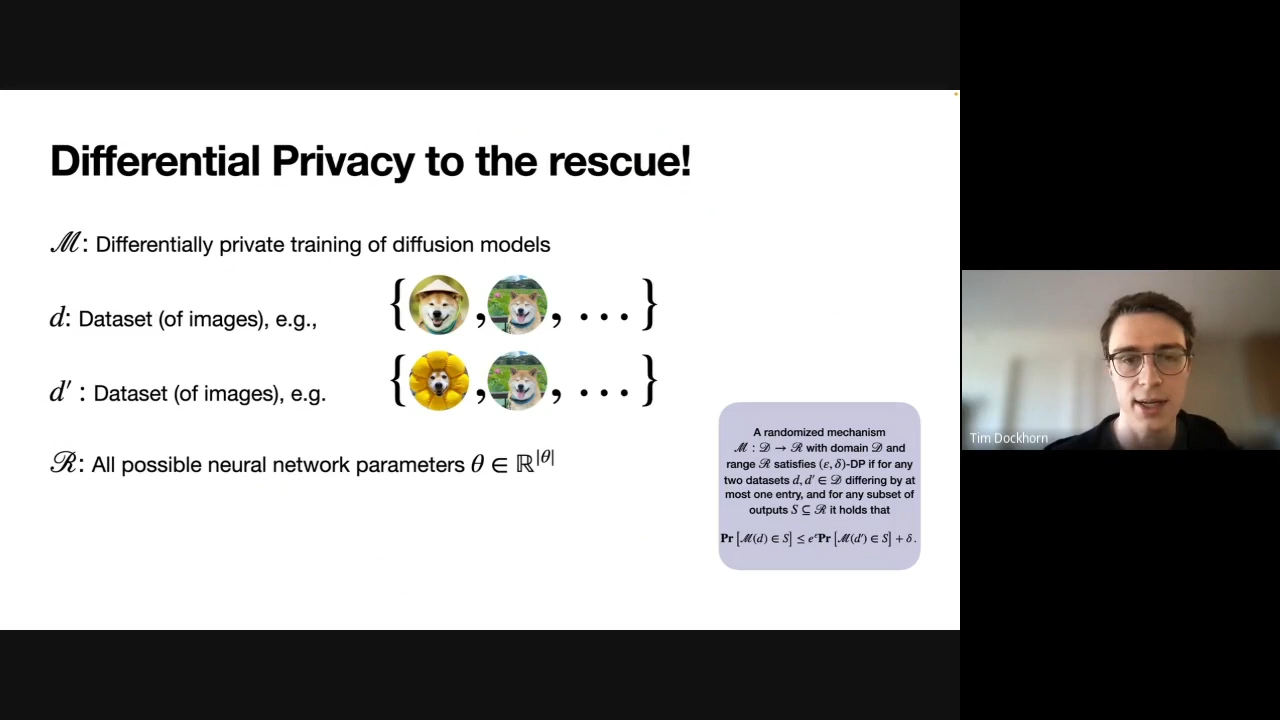 Differential Privacy to the rescue!
ℳ: Differentially private training of diffusion models
d: Dataset (of images), e.g., { , , ... }
d′ : Dataset (of images), e.g. { , , ... }
ℛ: All possible neural network parameters θ ∈ ℝ^|θ|
A randomized mechanism
ℳ : 𝒟 → ℛ with domain 𝒟 and
range ℛ satisfies (ε, δ)-DP if for any
two datasets d, d′ ∈ 𝒟 differing by at
most one entry, and for any subset of
outputs S ⊆ ℛ it holds that
Pr [ℳ(d) ∈ S] ≤ e^ε Pr [ℳ(d′) ∈ S] + δ.
Tim Dockhorn